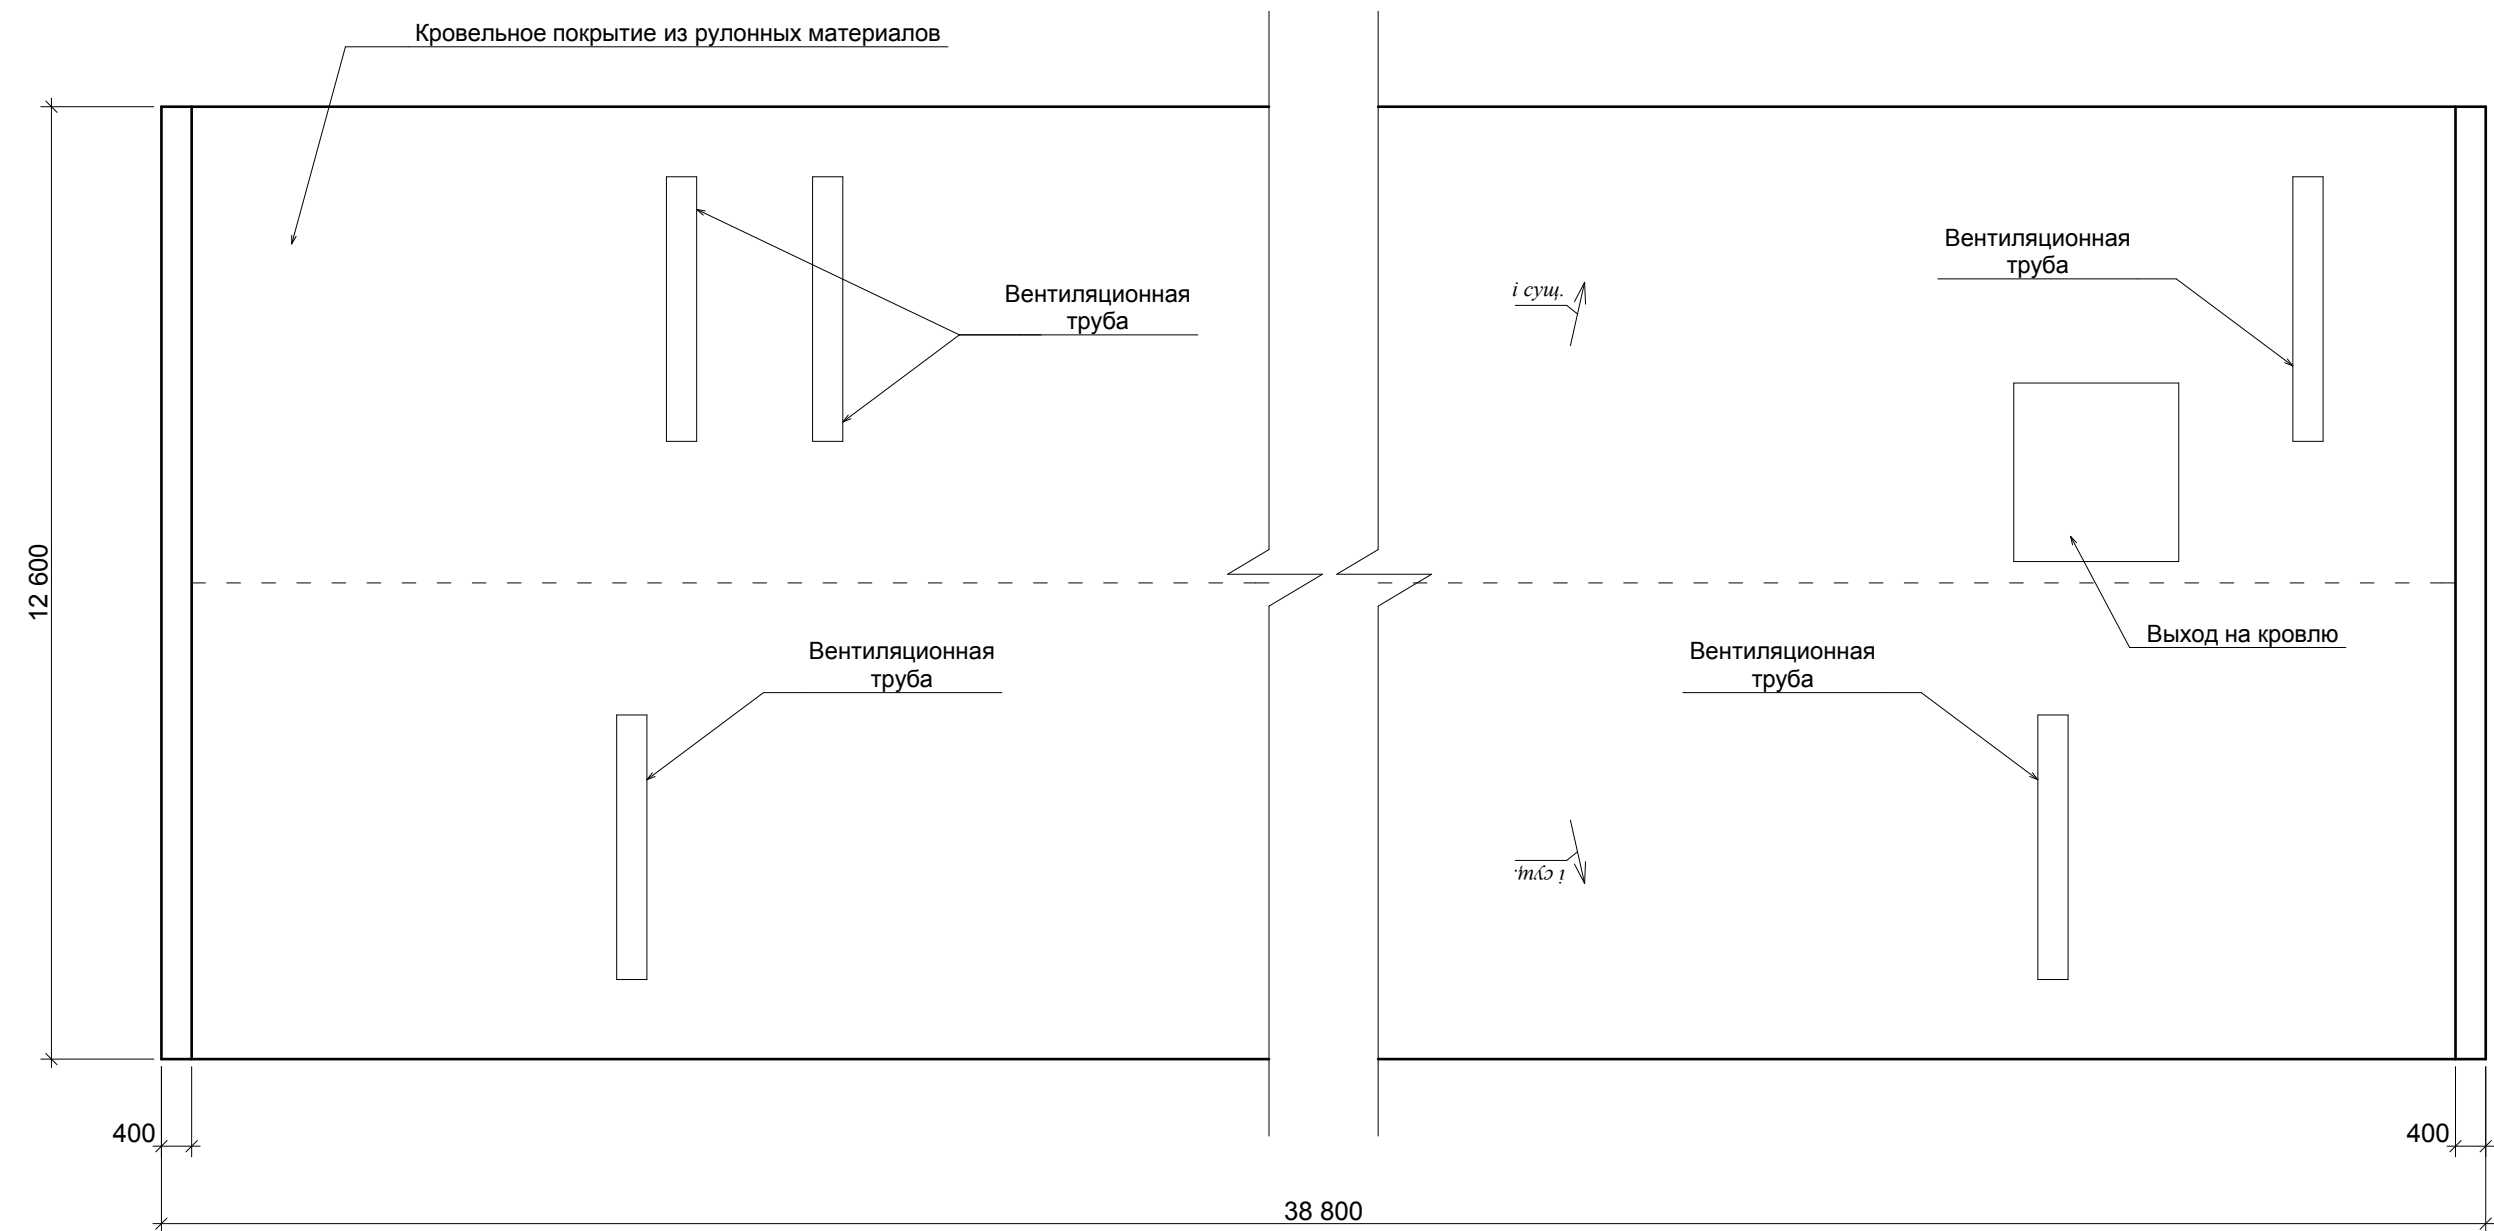 Кровельное покрытие из рулонных материалов
Вентиляционная
труба
Вентиляционная
труба
i сущ.
12 600
Вентиляционная
труба
Вентиляционная
труба
Выход на кровлю
i сущ.
400
400
38 800